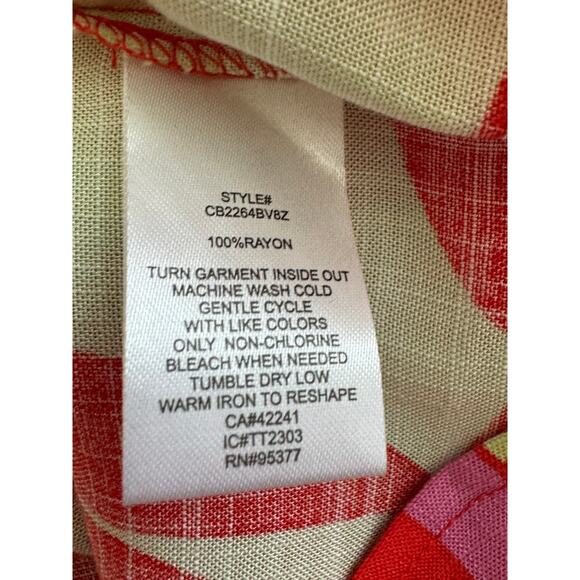 STYLE#
CB2264BV8Z
100%RAYON
TURN GARMENT INSIDE OUT
MACHINE WASH COLD
GENTLE CYCLE
WITH LIKE COLORS
ONLY NON-CHLORINE
BLEACH WHEN NEEDED
TUMBLE DRY LOW
WARM IRON TO RESHAPE
CA#42241
IC#TT2303
RN#95377